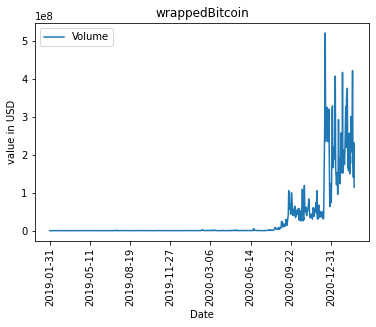 wrappedBitcoin
1e8
Volume
5
4
3
2
1
0
value in USD
2019-01-31
2019-05-11
2019-08-19
2019-11-27
2020-03-06
2020-06-14
2020-09-22
2020-12-31
Date